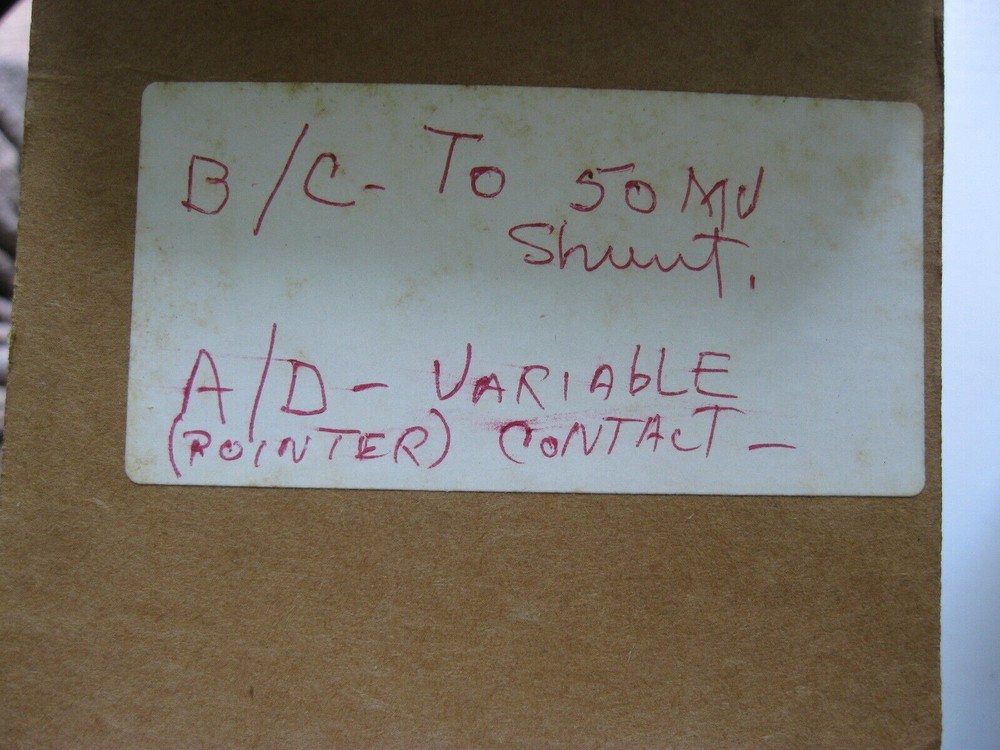 B/C- To 50 MV
Shunt.
A/D - VARIAbLE
(POINTER) CONTACT -